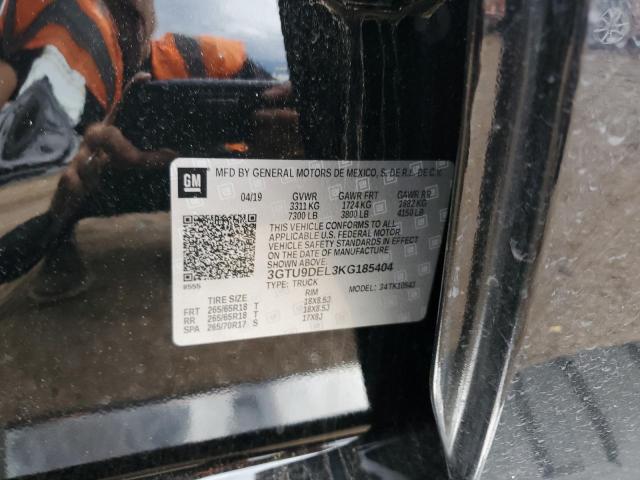 GM
MFD BY GENERAL MOTORS DE MEXICO, S. DE R.L. DE C.V.
04/19 GVWR GAWR FRT GAWR RR
3311 KG 1724 KG 1882 KG
7300 LB 3800 LB 4150 LB
THIS VEHICLE CONFORMS TO ALL
APPLICABLE U.S. FEDERAL MOTOR
VEHICLE SAFETY STANDARDS IN EFFECT
ON THE DATE OF MANUFACTURE
SHOWN ABOVE.
3GTU9DEL3KG185404
TYPE: TRUCK MODEL: 34TK10543
TIRE SIZE RIM
FRT 265/65R18 T 18X8.5J
RR 265/65R18 T 18X8.5J
SPA 265/70R17 S 17X8J